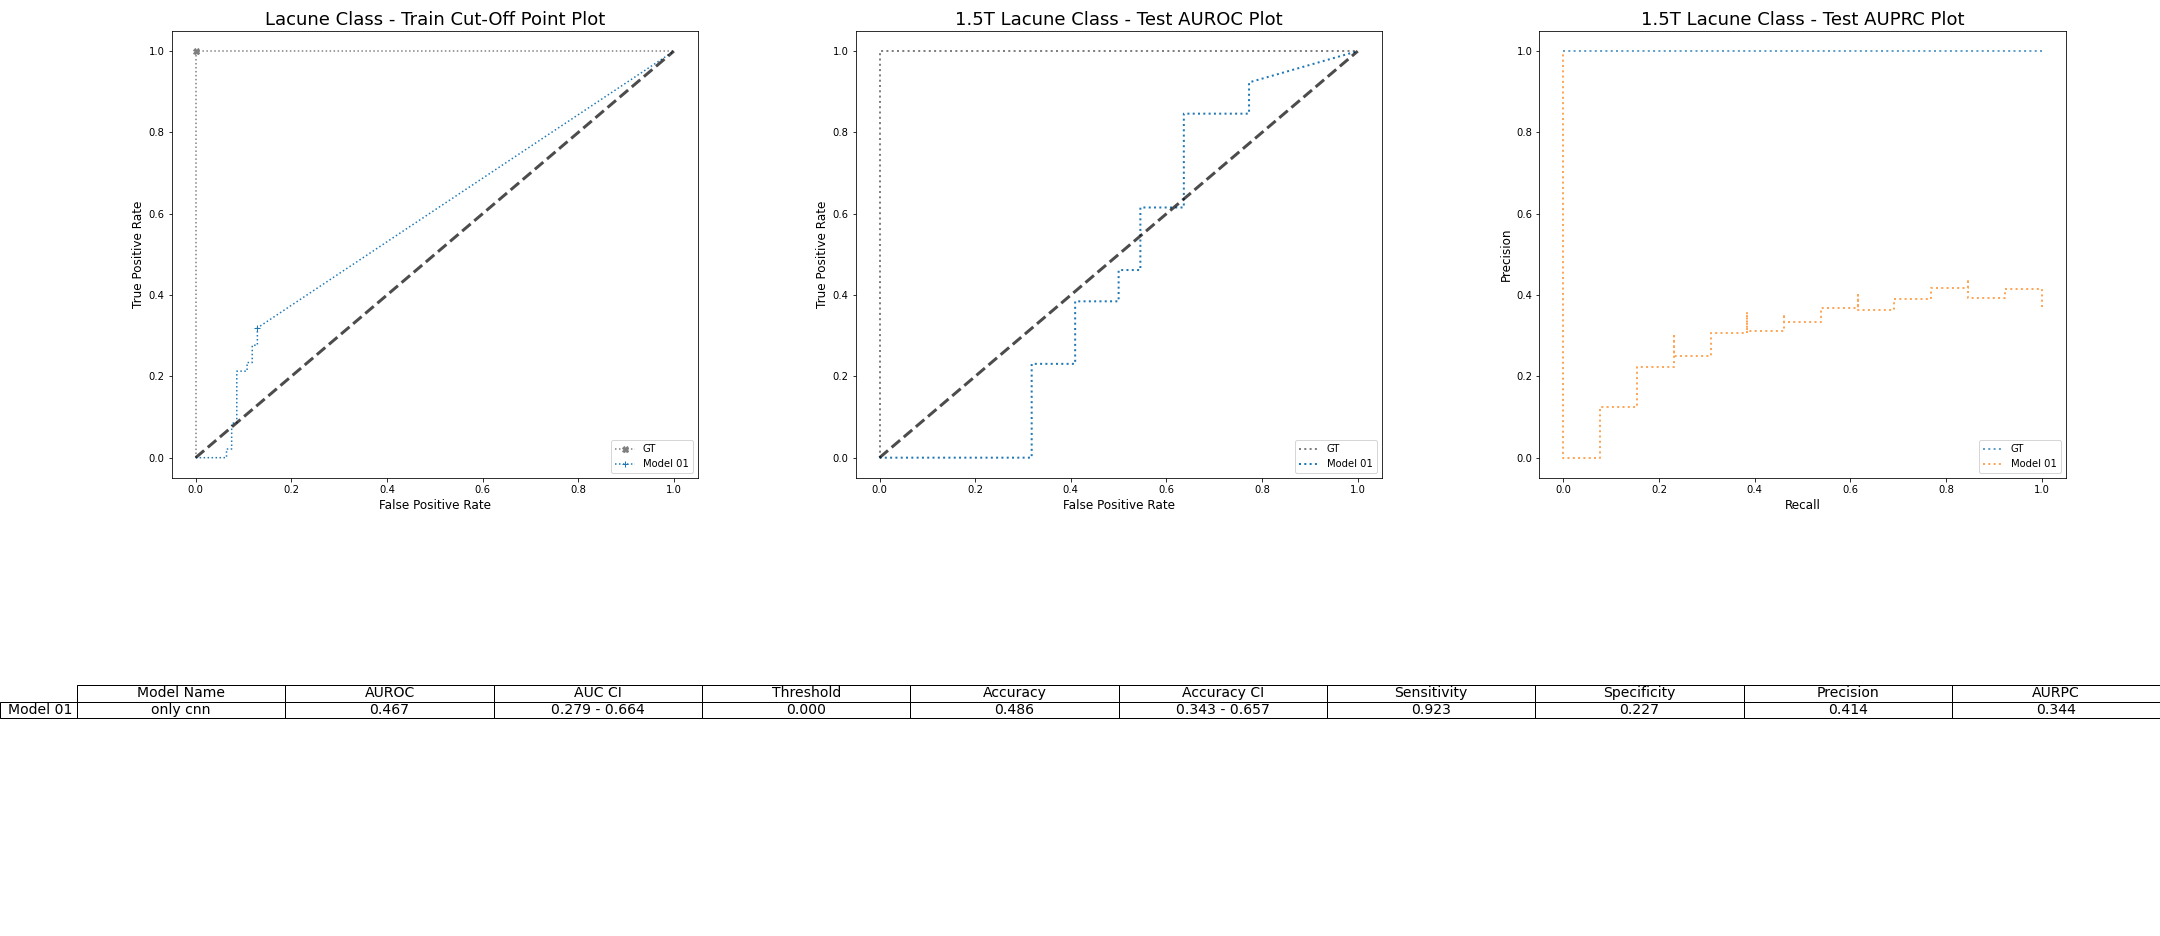 Lacune Class - Train Cut-Off Point Plot
1.0
0.8
0.6
0.4
0.2
0.0
True Positive Rate
0.0 0.2 0.4 0.6 0.8 1.0
False Positive Rate
GT
Model 01
1.5T Lacune Class - Test AUROC Plot
1.0
0.8
0.6
0.4
0.2
0.0
True Positive Rate
0.0 0.2 0.4 0.6 0.8 1.0
False Positive Rate
GT
Model 01
1.5T Lacune Class - Test AUPRC Plot
1.0
0.8
0.6
0.4
0.2
0.0
Precision
0.0 0.2 0.4 0.6 0.8 1.0
Recall
GT
Model 01
Model Name AUROC AUC CI Threshold Accuracy Accuracy CI Sensitivity Specificity Precision AURPC
Model 01 only cnn 0.467 0.279 - 0.664 0.000 0.486 0.343 - 0.657 0.923 0.227 0.414 0.344